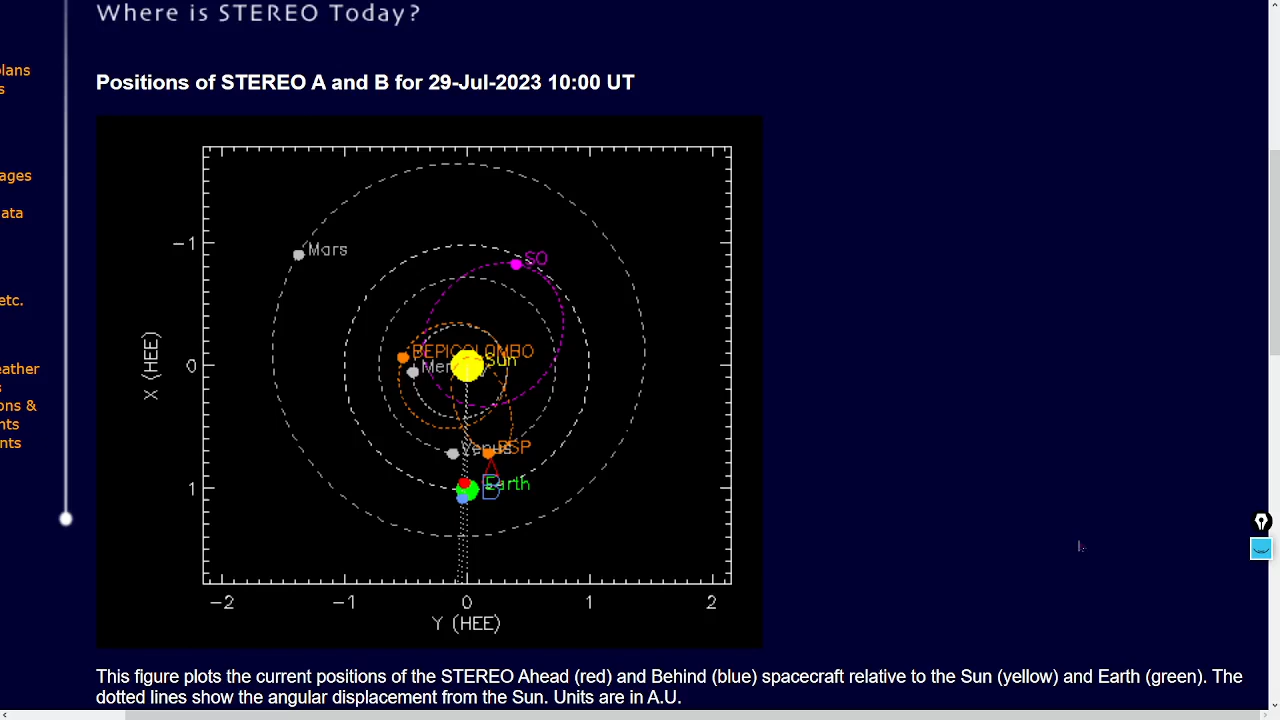 Where is STEREO Today?
Positions of STEREO A and B for 29-Jul-2023 10:00 UT
lans
s
ages
ata
etc.
eather
s
ons &
nts
nts
Mars
SO
BEPICOLOMBO
Sun
Mercury
Venus
PSP
A
B
Earth
−1
0
1
X (HEE)
−2 −1 0 1 2
Y (HEE)
This figure plots the current positions of the STEREO Ahead (red) and Behind (blue) spacecraft relative to the Sun (yellow) and Earth (green). The
dotted lines show the angular displacement from the Sun. Units are in A.U.